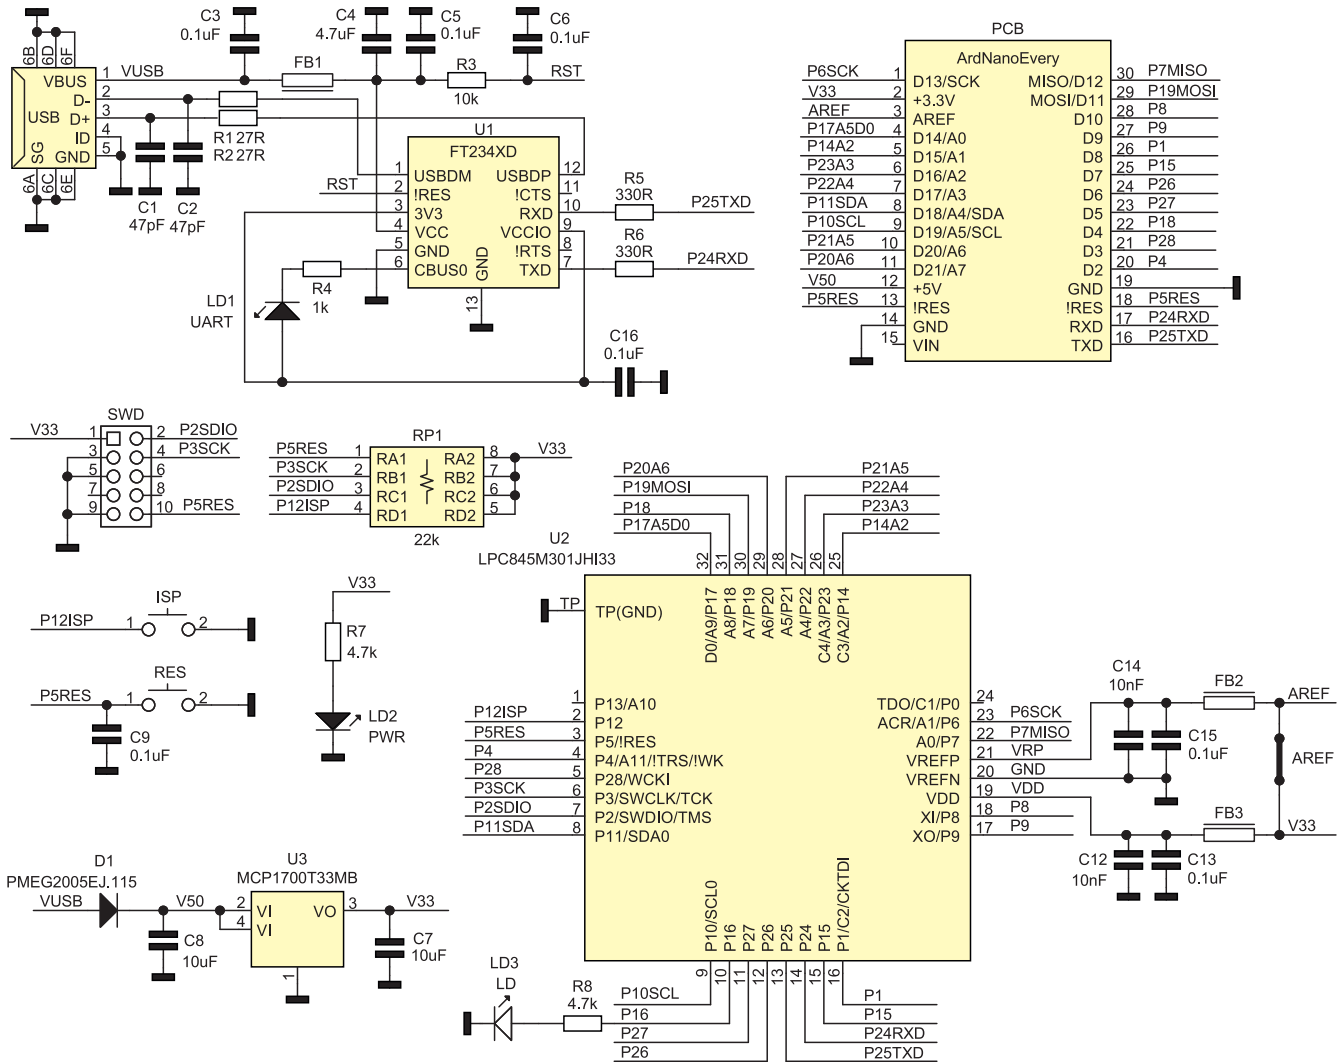 C3
0.1uF
C4
4.7uF
C5
0.1uF
C6
0.1uF
6B
6D
6F
VBUS
D-
USB D+
ID
SG GND
6A
6C
6E
1 VUSB
2
3
4
5
FB1
R3
10k
RST
R1 27R
R2 27R
C1
47pF
C2
47pF
U1
FT234XD
1 USBDM USBDP 12
RST 2 !RES !CTS 11
3 3V3 RXD 10
4 VCC VCCIO 9
5 GND !RTS 8
6 CBUS0 TXD 7
GND
13
R5
330R
P25TXD
R6
330R
P24RXD
R4
1k
LD1
UART
C16
0.1uF
PCB
ArdNanoEvery
P6SCK 1 D13/SCK MISO/D12 30 P7MISO
V33 2 +3.3V MOSI/D11 29 P19MOSI
AREF 3 AREF D10 28 P8
P17A5D0 4 D14/A0 D9 27 P9
P14A2 5 D15/A1 D8 26 P1
P23A3 6 D16/A2 D7 25 P15
P22A4 7 D17/A3 D6 24 P26
P11SDA 8 D18/A4/SDA D5 23 P27
P10SCL 9 D19/A5/SCL D4 22 P18
P21A5 10 D20/A6 D3 21 P28
P20A6 11 D21/A7 D2 20 P4
V50 12 +5V GND 19
P5RES 13 !RES !RES 18 P5RES
14 GND RXD 17 P24RXD
15 VIN TXD 16 P25TXD
SWD
V33 1 2 P2SDIO
3 4 P3SCK
5 6
7 8
9 10 P5RES
RP1
P5RES 1 RA1 RA2 8 V33
P3SCK 2 RB1 RB2 7
P2SDIO 3 RC1 RC2 6
P12ISP 4 RD1 RD2 5
22k
ISP
P12ISP 1 2
RES
P5RES 1 2
C9
0.1uF
V33
R7
4.7k
LD2
PWR
D1
PMEG2005EJ.115
VUSB
V50
C8
10uF
U3
MCP1700T33MB
2 VI VO 3
4 VI
1
V33
C7
10uF
U2
LPC845M301JHI33
P20A6
P19MOSI
P18
P17A5D0
P21A5
P22A4
P23A3
P14A2
32
31
30
29
28
27
26
25
D0/A9/P17
A8/P18
A7/P19
A6/P20
A5/P21
A4/P22
C4/A3/P23
C3/A2/P14
TP TP(GND)
1 P13/A10
P12ISP 2 P12
P5RES 3 P5/!RES
P4 4 P4/A11/!TRS/!WK
P28 5 P28/WCKI
P3SCK 6 P3/SWCLK/TCK
P2SDIO 7 P2/SWDIO/TMS
P11SDA 8 P11/SDA0
TDO/C1/P0 24
ACR/A1/P6 23 P6SCK
A0/P7 22 P7MISO
VREFP 21 VRP
VREFN 20 GND
VDD 19 VDD
XI/P8 18 P8
XO/P9 17 P9
P10/SCL0
P16
P27
P26
P25
P24
P15
P1/C2/CKTDI
9
10
11
12
13
14
15
16
P10SCL
P16
P27
P26
P1
P15
P24RXD
P25TXD
LD3
LD
R8
4.7k
C14
10nF
C15
0.1uF
FB2
AREF
AREF
FB3
V33
C12
10nF
C13
0.1uF